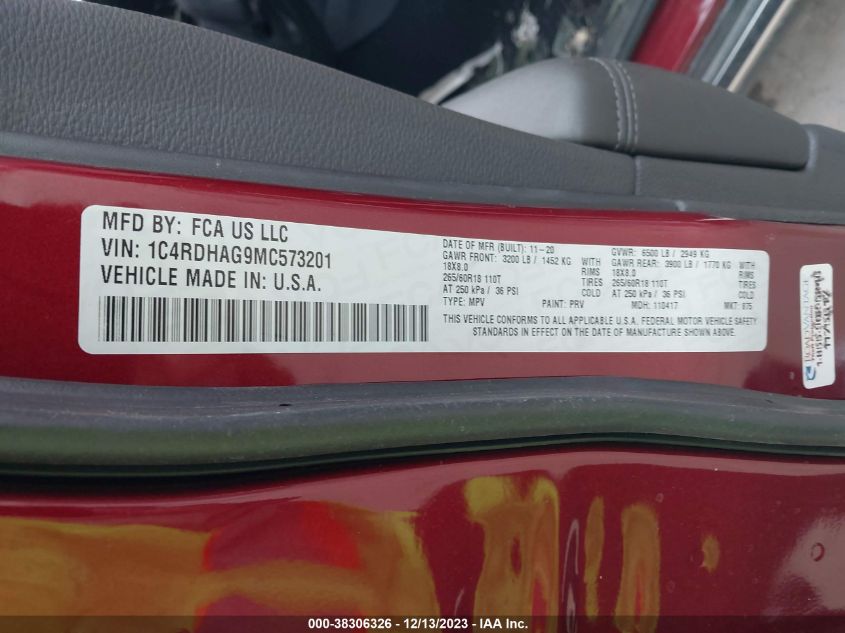 MFD BY: FCA US LLC
VIN: 1C4RDHAG9MC573201
VEHICLE MADE IN: U.S.A.
DATE OF MFR (BUILT): 11-20 GVWR: 6500 LB / 2949 KG
GAWR FRONT: 3200 LB / 1452 KG WITH GAWR REAR: 3900 LB / 1770 KG WITH
18X8.0 RIMS 18X8.0 RIMS
265/60R18 110T TIRES 265/60R18 110T TIRES
AT 250 kPa / 36 PSI COLD AT 250 kPa / 36 PSI COLD
TYPE: MPV PAINT: PRV MDH: 110417 MKT: 875
THIS VEHICLE CONFORMS TO ALL APPLICABLE U.S.A. FEDERAL MOTOR VEHICLE SAFETY
STANDARDS IN EFFECT ON THE DATE OF MANUFACTURE SHOWN ABOVE.
000-38306326 - 12/13/2023 - IAA Inc.